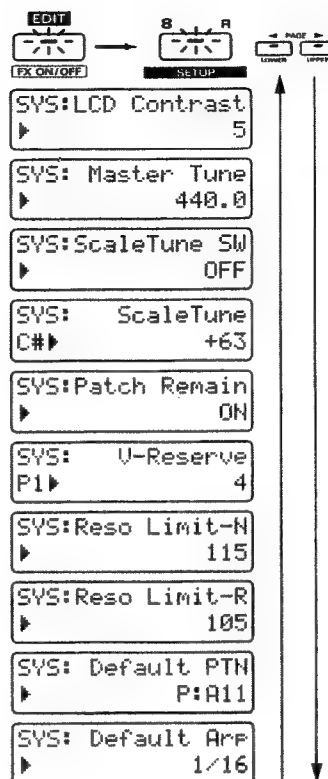 EDIT
8 R
◄ PAGE ►
FX ON/OFF
SETUP
LOWER UPPER
SYS:LCD Contrast
▶ 5
SYS: Master Tune
▶ 440.0
SYS:ScaleTune SW
▶ OFF
SYS: ScaleTune
C#▶ +63
SYS:Patch Remain
▶ ON
SYS: V-Reserve
P1▶ 4
SYS:Reso Limit-N
▶ 115
SYS:Reso Limit-R
▶ 105
SYS: Default PTN
▶ P:A11
SYS: Default Arp
▶ 1/16